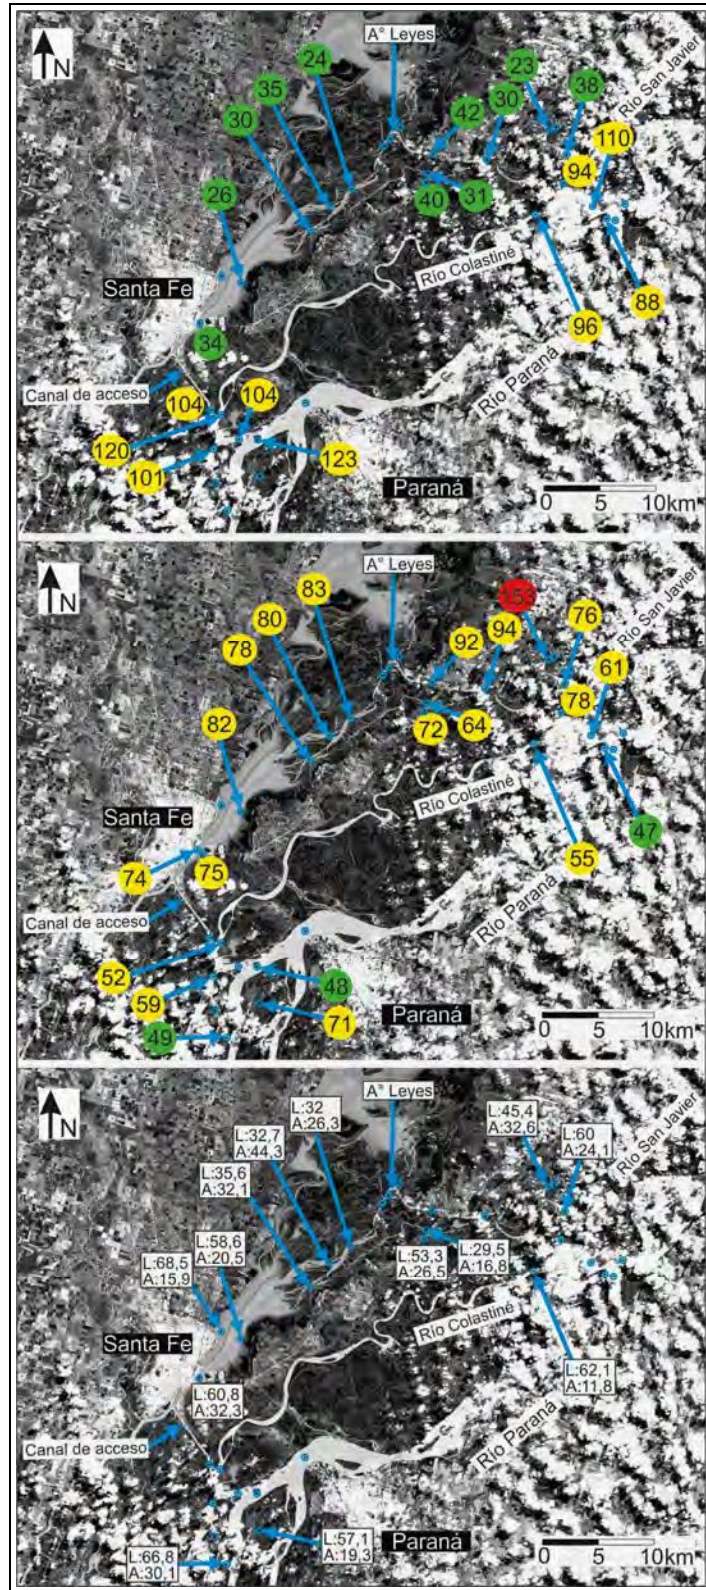 N
A° Leyes
24
35
30
26
23
38
42
30
110
94
40
31
Río San Javier
Río Colastiné
Santa Fe
88
96
34
Río Paraná
Canal de acceso
104
104
120
101
123
Paraná
0 5 10km
N
A° Leyes
83
80
78
82
153
76
92
94
61
78
72
64
Río San Javier
Río Colastiné
Santa Fe
47
55
74
75
Río Paraná
Canal de acceso
52
59
48
49
71
Paraná
0 5 10km
N
A° Leyes
L:32
A:26,3
L:32,7
A:44,3
L:35,6
A:32,1
L:58,6
A:20,5
L:68,5
A:15,9
L:45,4
A:32,6
L:60
A:24,1
Río San Javier
L:53,3
A:26,5
L:29,5
A:16,8
Río Colastiné
Santa Fe
L:60,8
A:32,3
L:62,1
A:11,8
Río Paraná
Canal de acceso
L:57,1
A:19,3
L:66,8
A:30,1
Paraná
0 5 10km